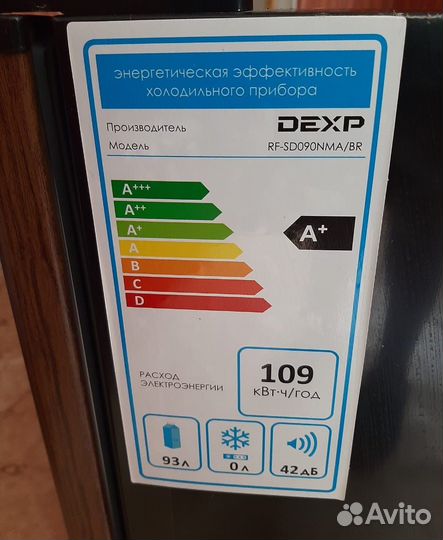 энергетическая эффективность
холодильного прибора
Производитель DEXP
Модель RF-SD090NMA/BR
A+++
A++
A+
A
B
C
D
A+
РАСХОД
ЭЛЕКТРОЭНЕРГИИ
109
кВт·ч/год
93 л
0 л
42 дБ
Avito